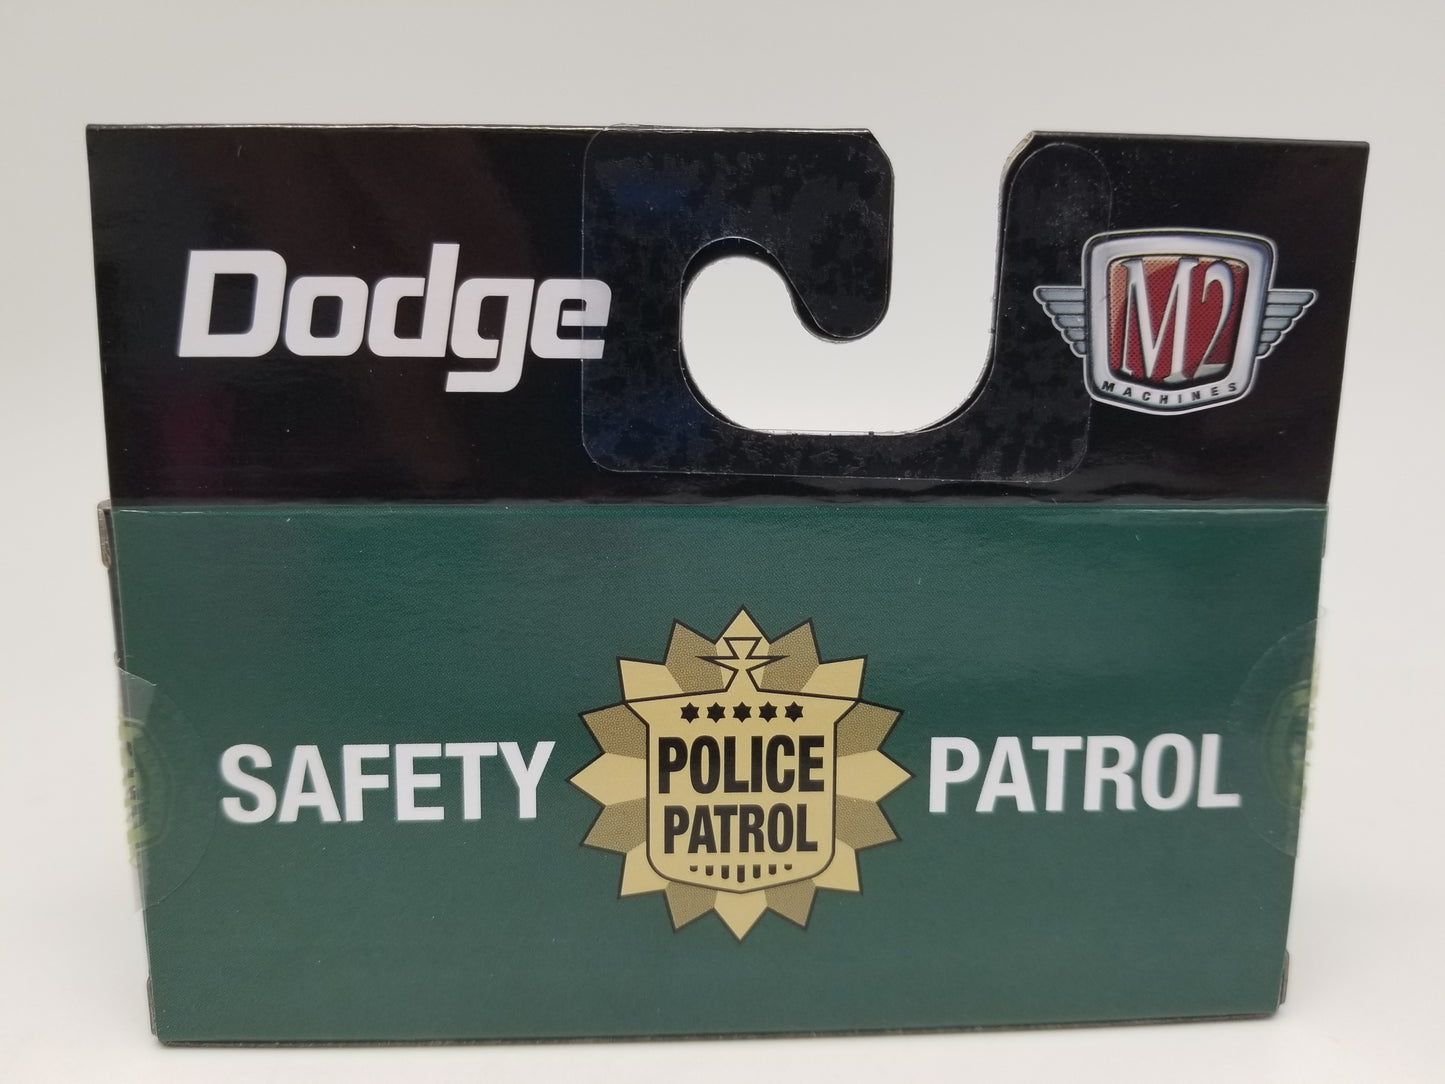 Dodge
M2
MACHINES
SAFETY
POLICE
PATROL
PATROL